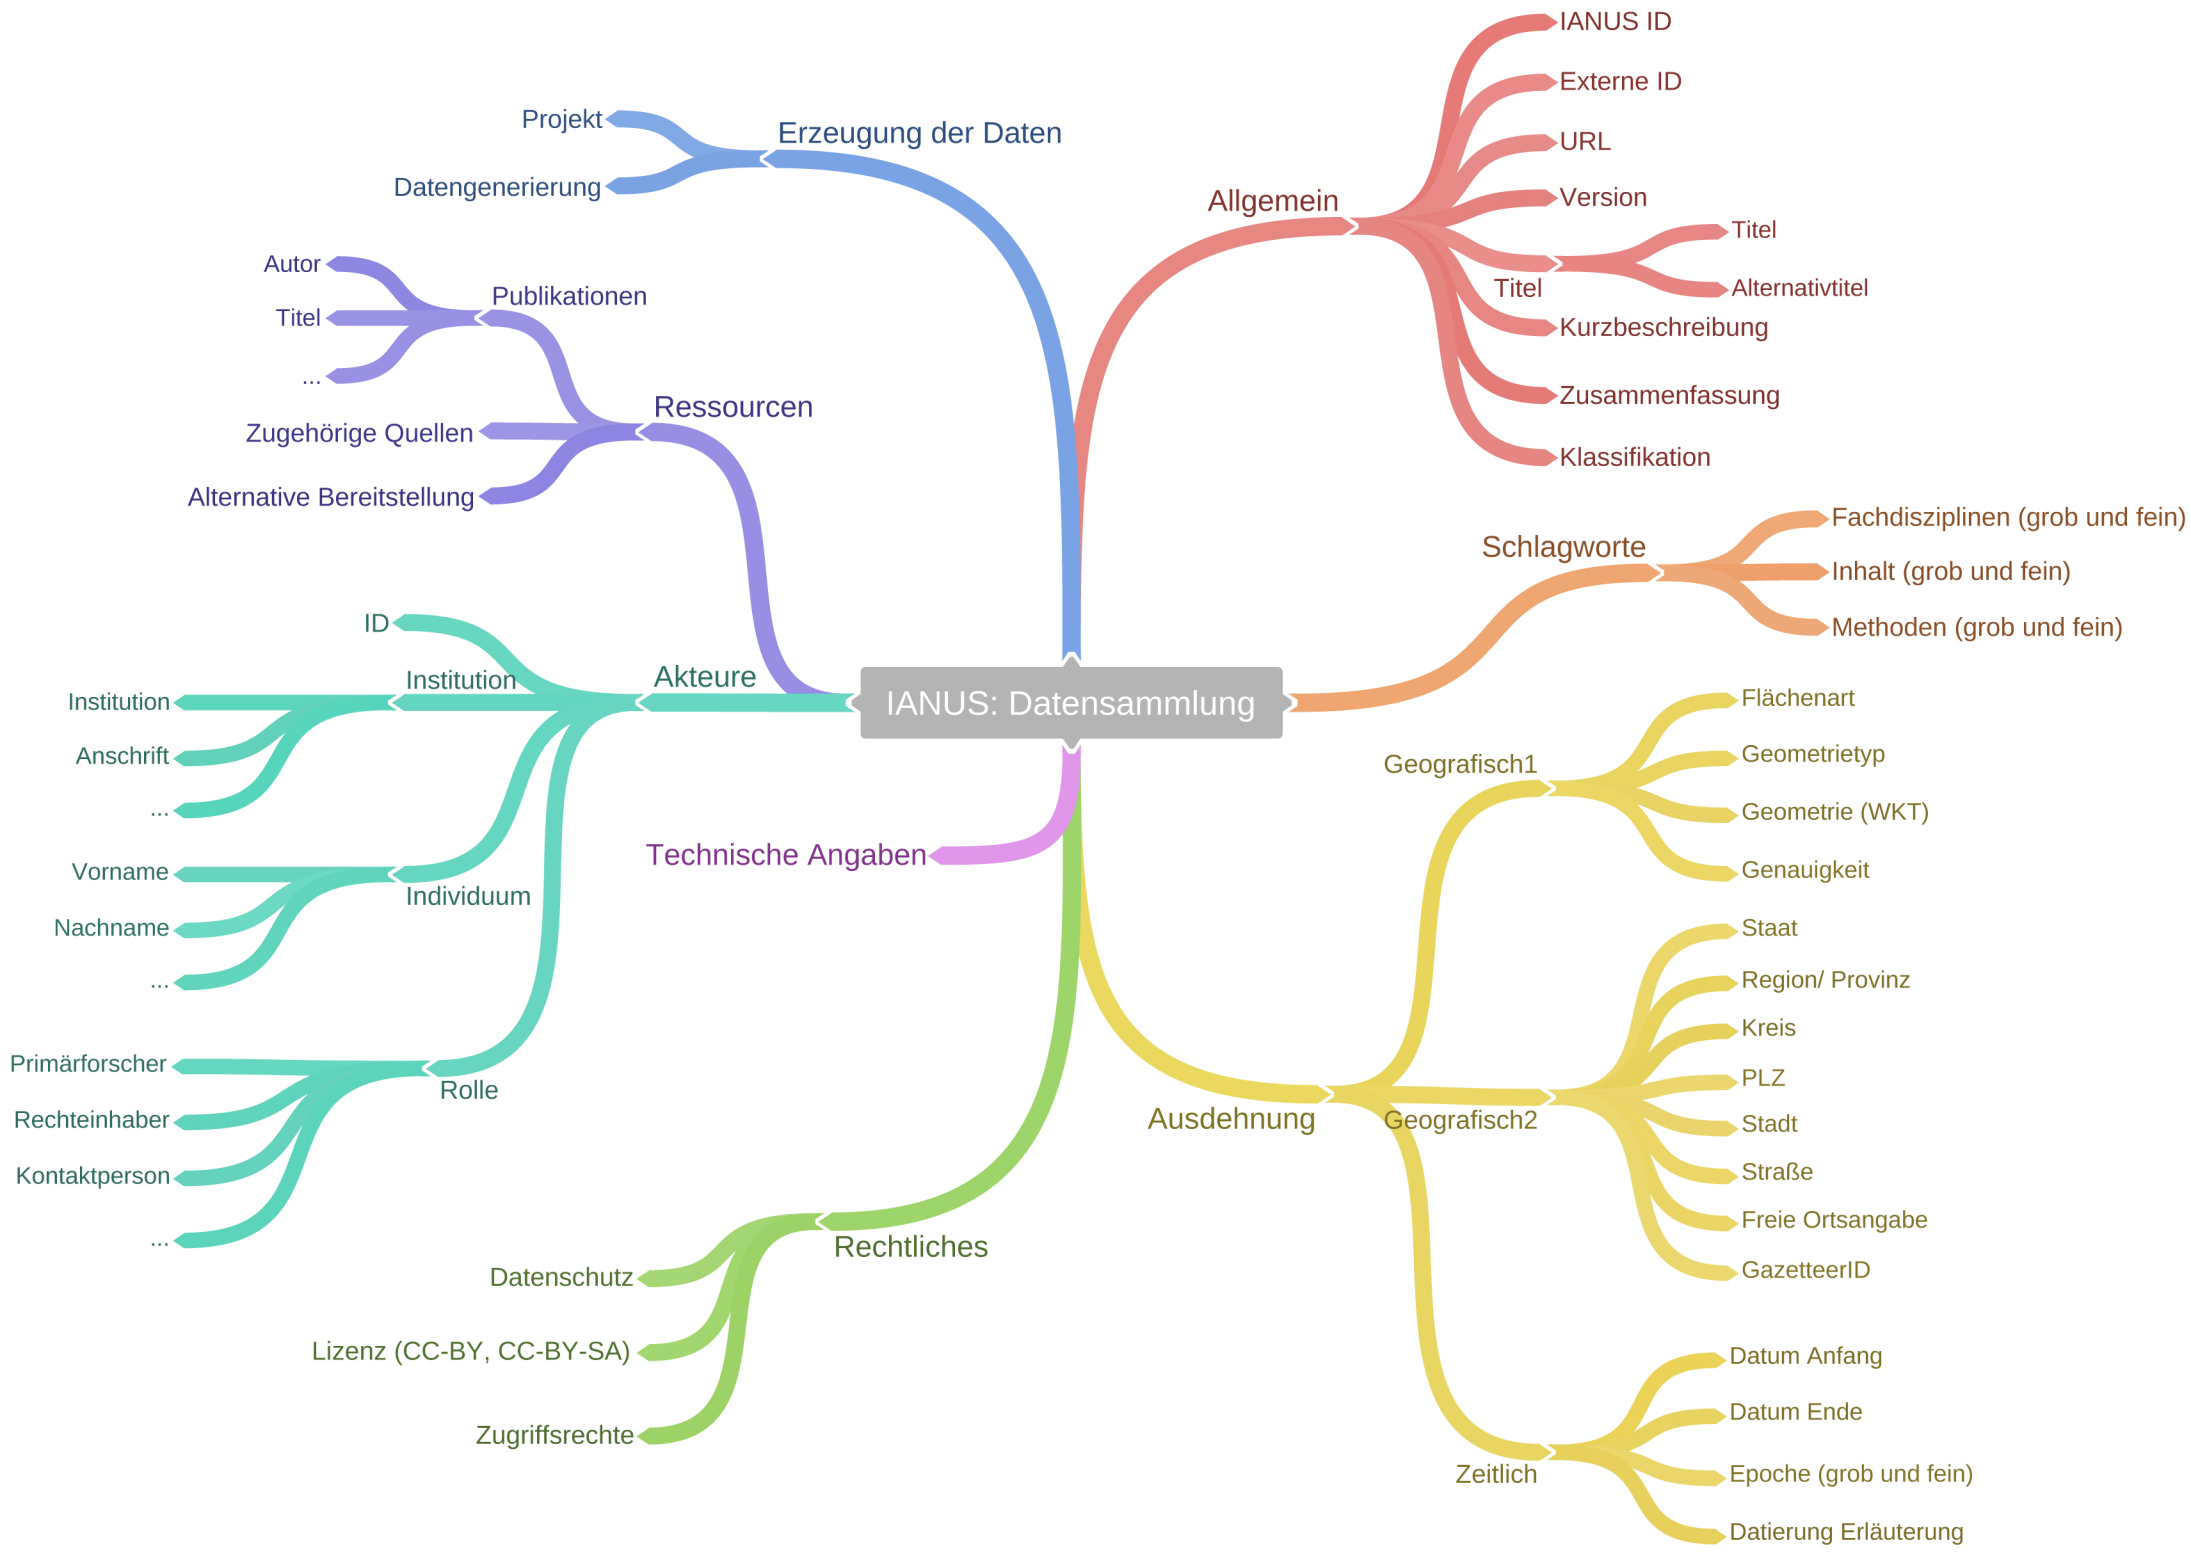 IANUS: Datensammlung
Allgemein
IANUS ID
Externe ID
URL
Version
Titel
Titel
Alternativtitel
Kurzbeschreibung
Zusammenfassung
Klassifikation
Schlagworte
Fachdisziplinen (grob und fein)
Inhalt (grob und fein)
Methoden (grob und fein)
Ausdehnung
Geografisch1
Flächenart
Geometrietyp
Geometrie (WKT)
Genauigkeit
Geografisch2
Staat
Region/ Provinz
Kreis
PLZ
Stadt
Straße
Freie Ortsangabe
GazetteerID
Zeitlich
Datum Anfang
Datum Ende
Epoche (grob und fein)
Datierung Erläuterung
Erzeugung der Daten
Projekt
Datengenerierung
Ressourcen
Publikationen
Autor
Titel
...
Zugehörige Quellen
Alternative Bereitstellung
Akteure
ID
Institution
Institution
Anschrift
...
Individuum
Vorname
Nachname
...
Rolle
Primärforscher
Rechteinhaber
Kontaktperson
...
Technische Angaben
Rechtliches
Datenschutz
Lizenz (CC-BY, CC-BY-SA)
Zugriffsrechte